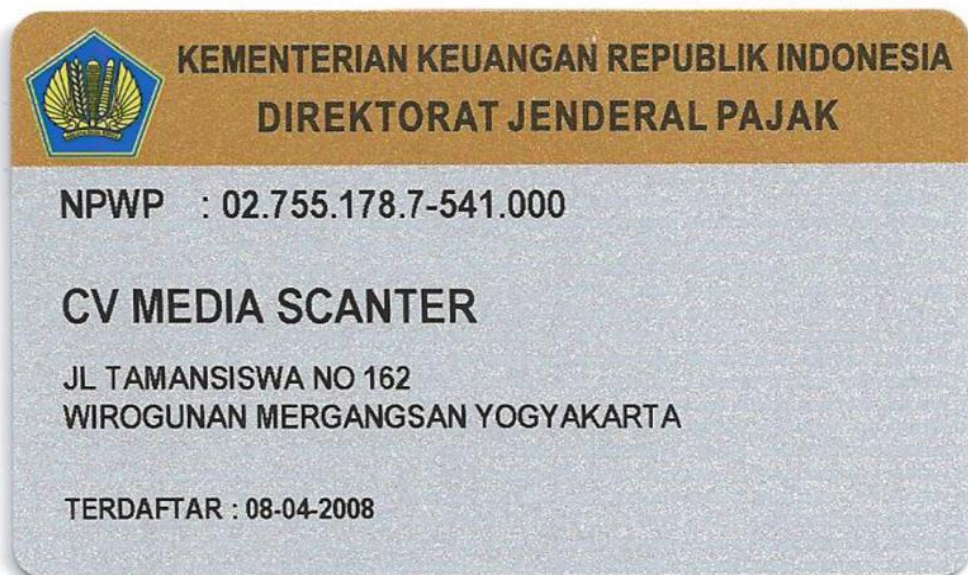 KEMENTERIAN KEUANGAN REPUBLIK INDONESIA
DIREKTORAT JENDERAL PAJAK
NPWP : 02.755.178.7-541.000
CV MEDIA SCANTER
JL TAMANSISWA NO 162
WIROGUNAN MERGANGSAN YOGYAKARTA
TERDAFTAR : 08-04-2008